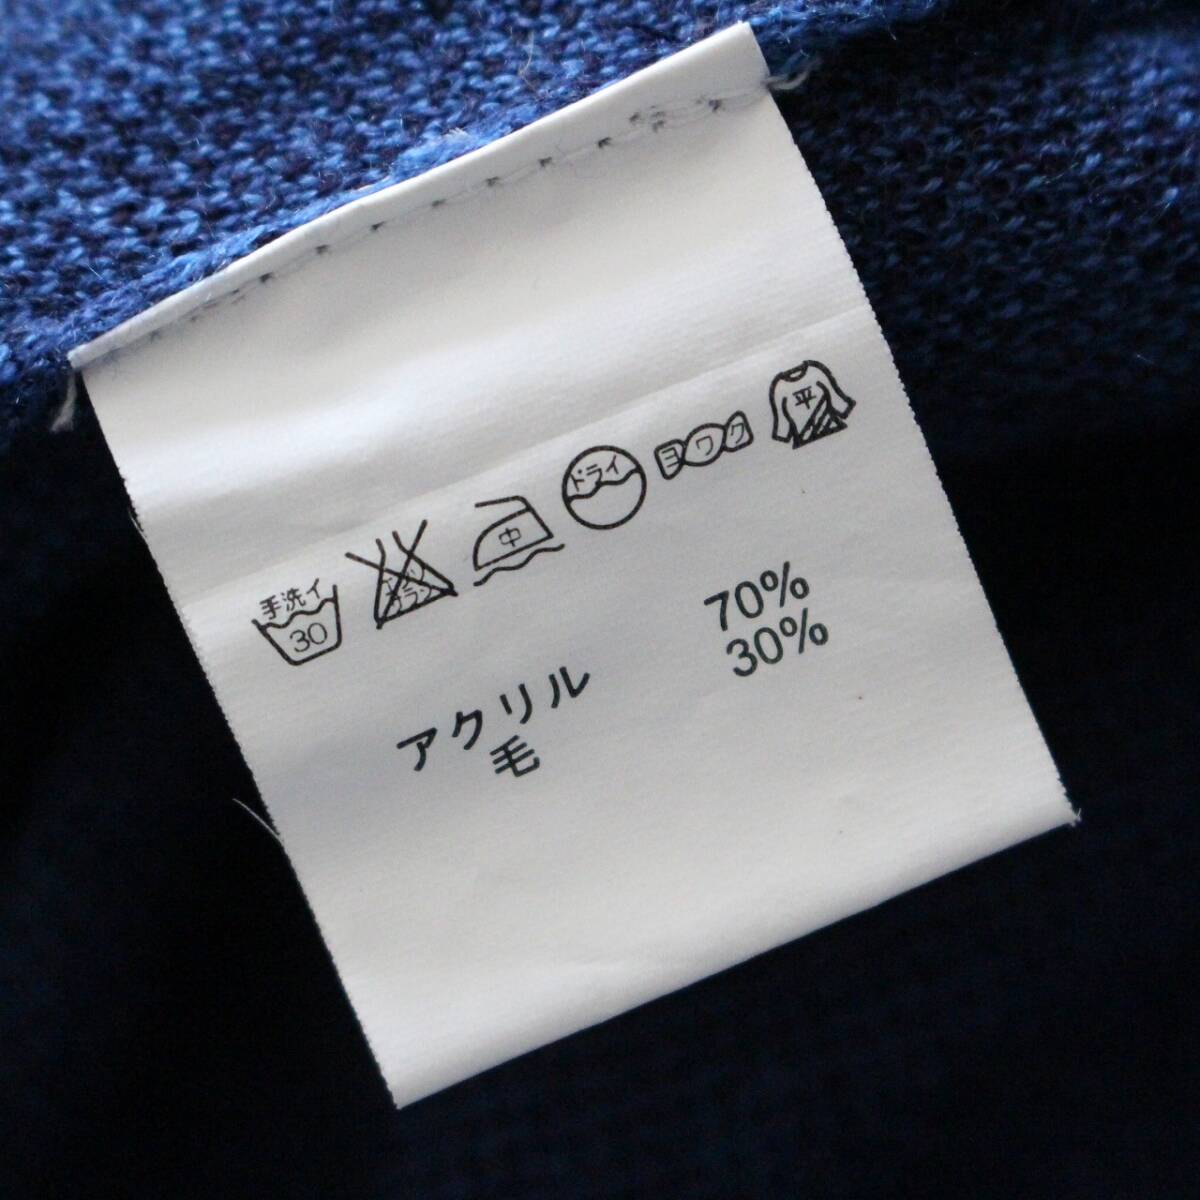 手洗イ 30 エンソ サラシ 中 ドライ ヨワク 平
アクリル 70%
毛 30%